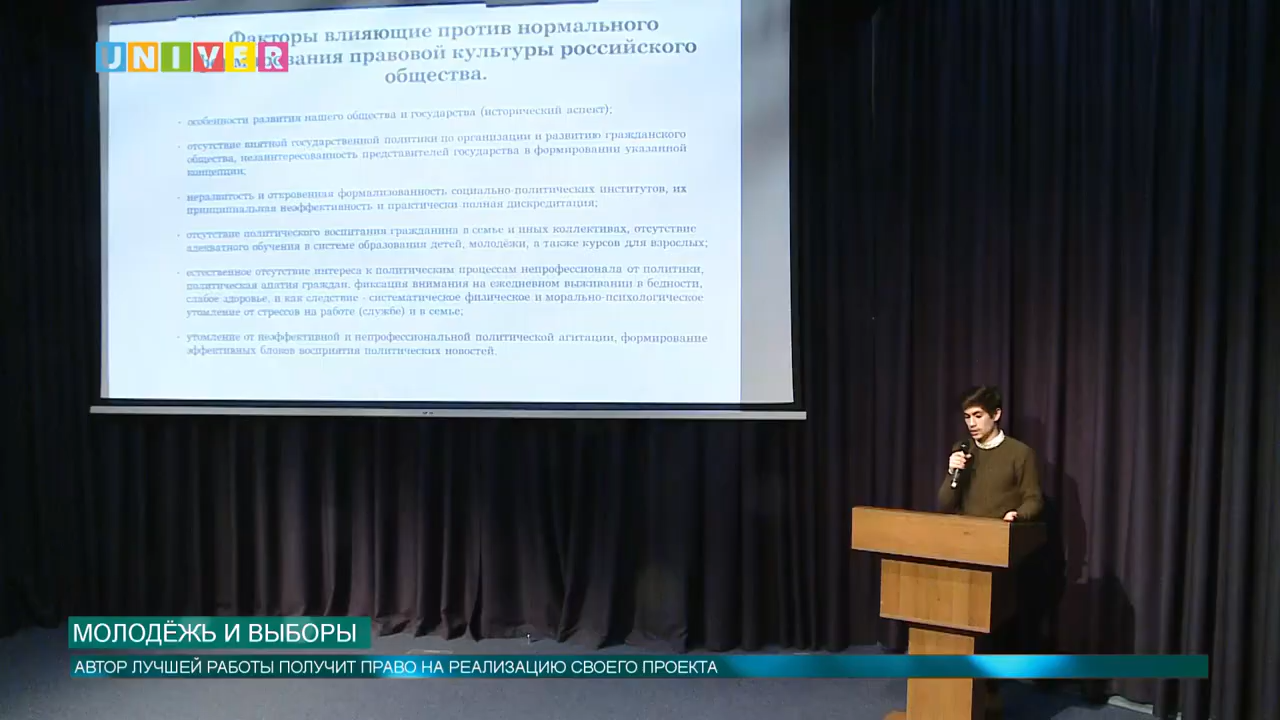 Факторы влияющие против нормального
UNIVER
правовой культуры российского
общества.
- особенности развития нашего общества и государства (исторический аспект);
- отсутствие внятной государственной политики по организации и развитию гражданского
общества, незаинтересованность представителей государства в формировании указанной
концепции;
- неразвитость и откровенная формализованность социально-политических институтов, их
принципиальная неэффективность и практически полная дискредитация;
- отсутствие политического воспитания гражданина в семье и иных коллективах, отсутствие
адекватного обучения в системе образования детей, молодёжи, а также курсов для взрослых;
- естественное отсутствие интереса к политическим процессам непрофессионала от политики,
политическая апатия граждан, фиксация внимания на ежедневном выживании в бедности,
слабое здоровье, и как следствие - систематическое физическое и морально-психологическое
утомление от стрессов на работе (службе) и в семье;
- утомление от неэффективной и непрофессиональной политической агитации, формирование
эффективных блоков восприятия политических новостей.
МОЛОДЁЖЬ И ВЫБОРЫ
АВТОР ЛУЧШЕЙ РАБОТЫ ПОЛУЧИТ ПРАВО НА РЕАЛИЗАЦИЮ СВОЕГО ПРОЕКТА